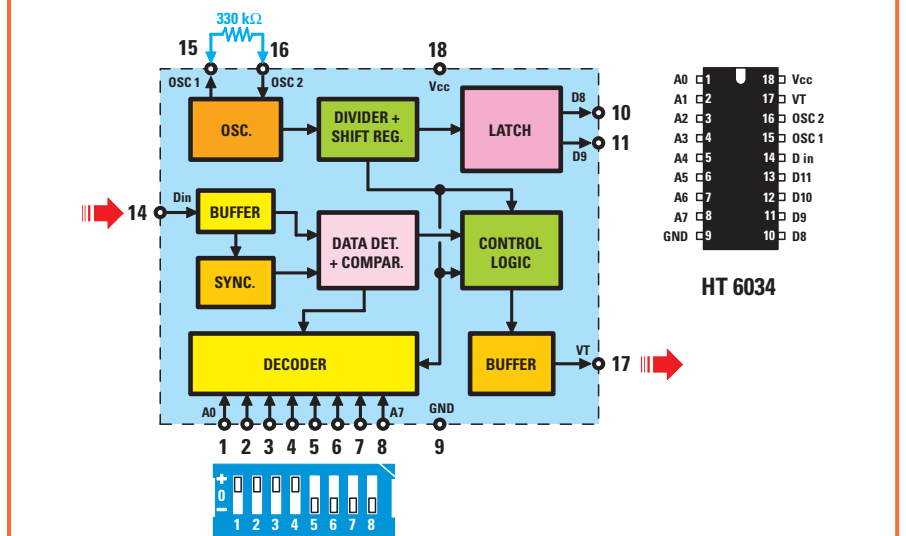 330 kΩ
15 16 18
OSC 1 OSC 2 Vcc
OSC.
DIVIDER +
SHIFT REG.
LATCH
D8
10
11
D9
14
Din
BUFFER
SYNC.
DATA DET.
+ COMPAR.
CONTROL
LOGIC
DECODER
BUFFER
VT
17
A0 A7 GND
1 2 3 4 5 6 7 8 9
+
0
–
1 2 3 4 5 6 7 8
A0 1 18 Vcc
A1 2 17 VT
A2 3 16 OSC 2
A3 4 15 OSC 1
A4 5 14 D in
A5 6 13 D11
A6 7 12 D10
A7 8 11 D9
GND 9 10 D8
HT 6034